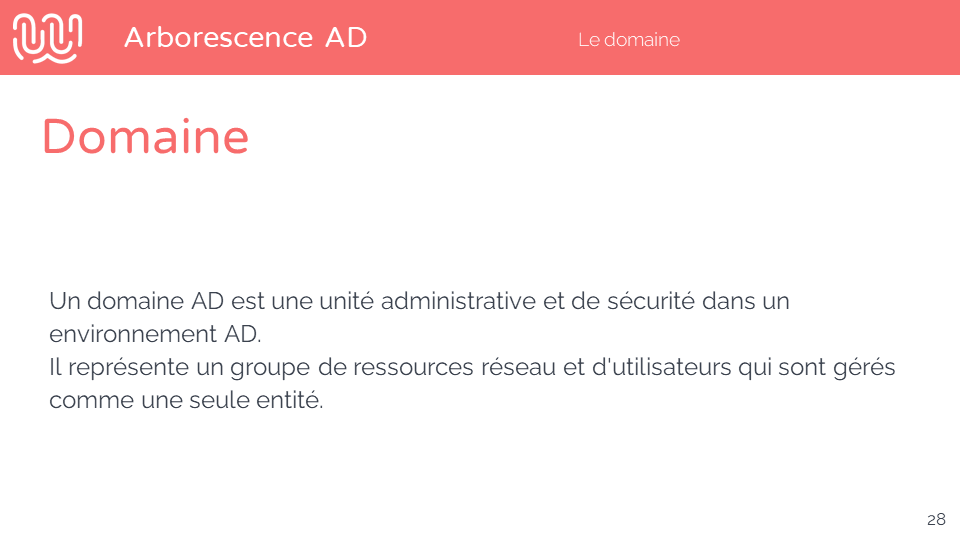 Arborescence AD
Le domaine
Domaine
Un domaine AD est une unité administrative et de sécurité dans un
environnement AD.
Il représente un groupe de ressources réseau et d'utilisateurs qui sont gérés
comme une seule entité.
28